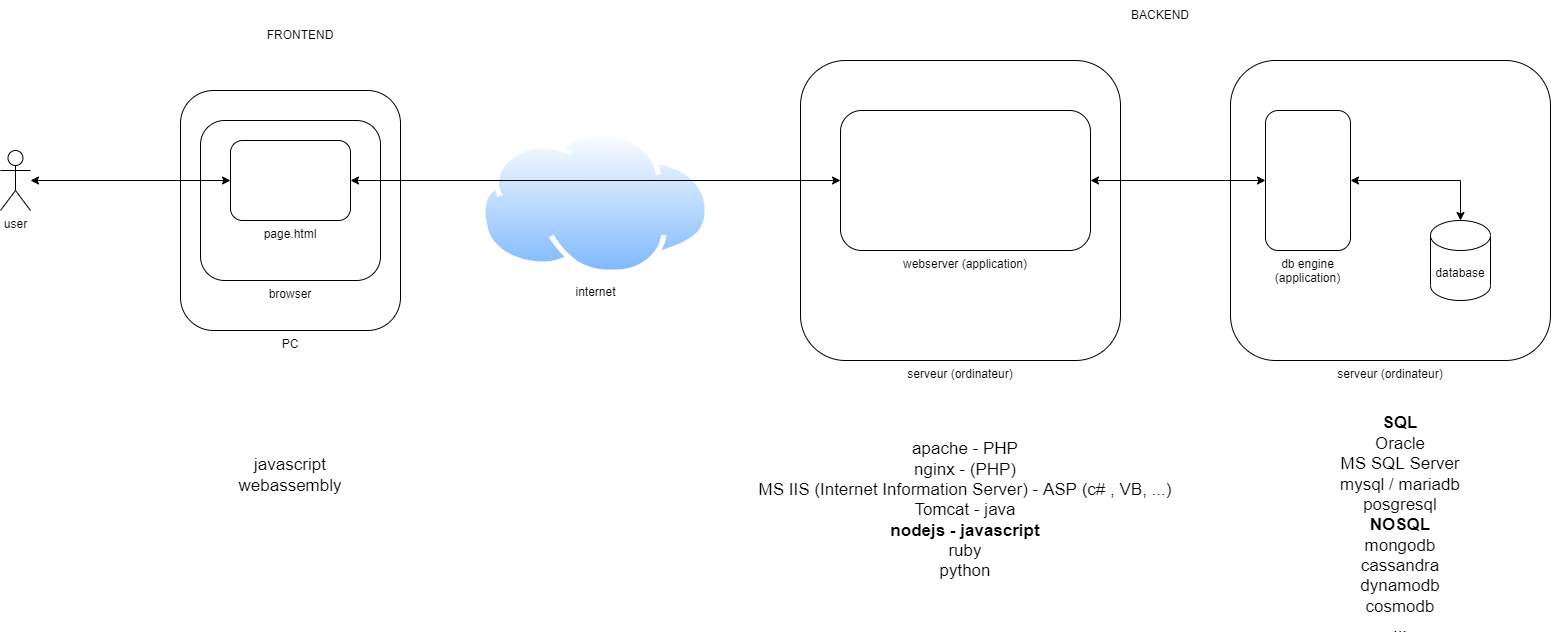 FRONTEND
BACKEND
user
page.html
browser
PC
internet
webserver (application)
serveur (ordinateur)
db engine
(application)
database
serveur (ordinateur)
javascript
webassembly
apache - PHP
nginx - (PHP)
MS IIS (Internet Information Server) - ASP (c# , VB, ...)
Tomcat - java
nodejs - javascript
ruby
python
SQL
Oracle
MS SQL Server
mysql / mariadb
posgresql
NOSQL
mongodb
cassandra
dynamodb
cosmodb
...